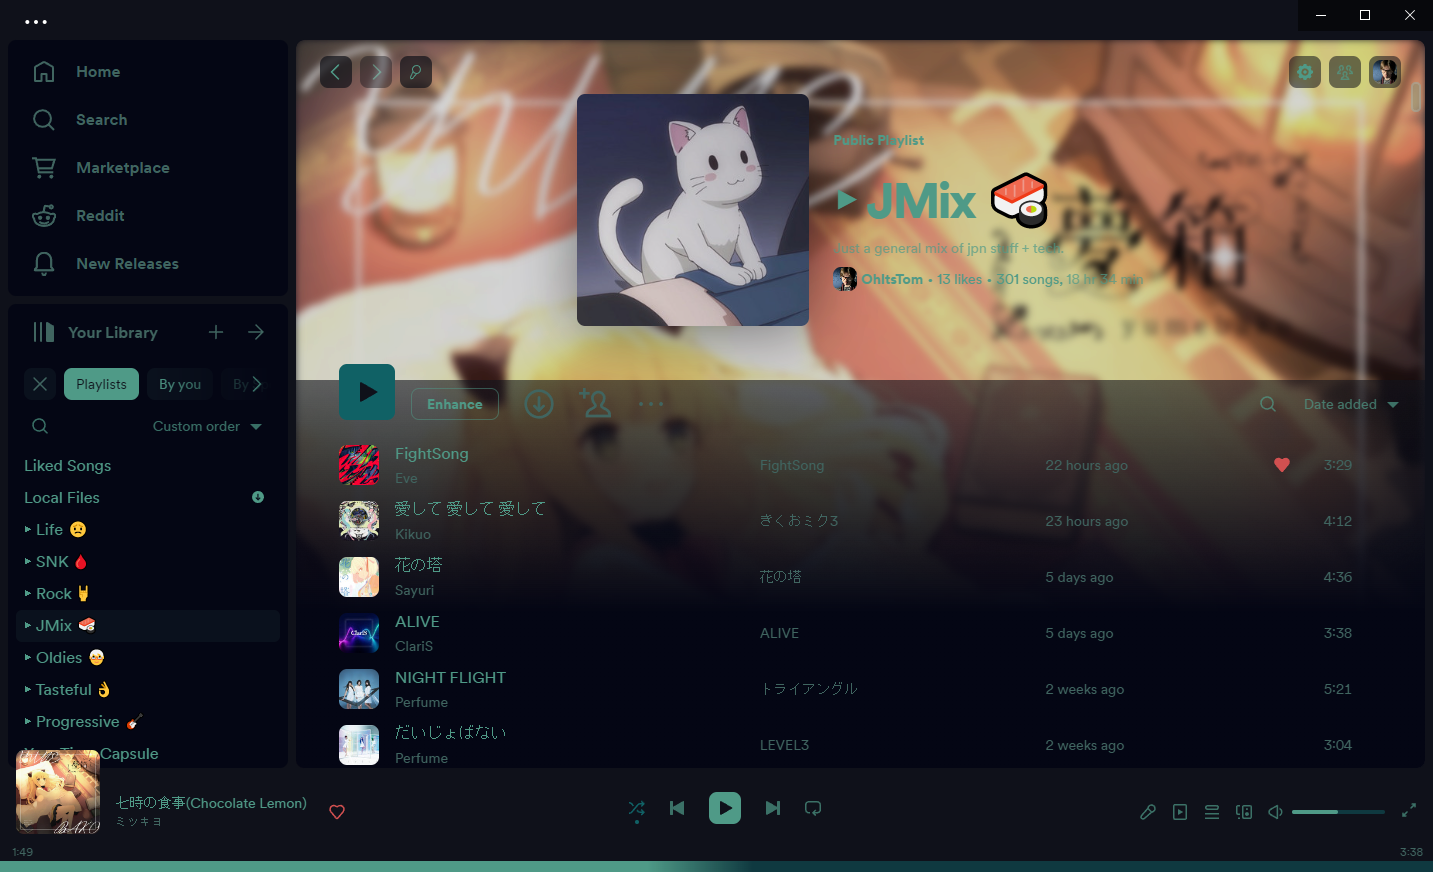 Home
Search
Marketplace
Reddit
New Releases
Your Library
Playlists
By you
By
Custom order
Liked Songs
Local Files
Life 😟
SNK 🩸
Rock 🤘
JMix 🍣
Oldies 👳
Tasteful 👌
Progressive 🎸
Capsule
Public Playlist
JMix 🍣
Just a general mix of jpn stuff + tech.
OhItsTom • 13 likes • 301 songs, 18 hr 34 min
Enhance
Date added
FightSong
Eve
FightSong
22 hours ago
3:29
愛して 愛して 愛して
Kikuo
きくおミク3
23 hours ago
4:12
花の塔
Sayuri
花の塔
5 days ago
4:36
ALIVE
ClariS
ALIVE
5 days ago
3:38
NIGHT FLIGHT
Perfume
トライアングル
2 weeks ago
5:21
だいじょばない
Perfume
LEVEL3
2 weeks ago
3:04
七時の食事(Chocolate Lemon)
ミツキヨ
1:49
3:38